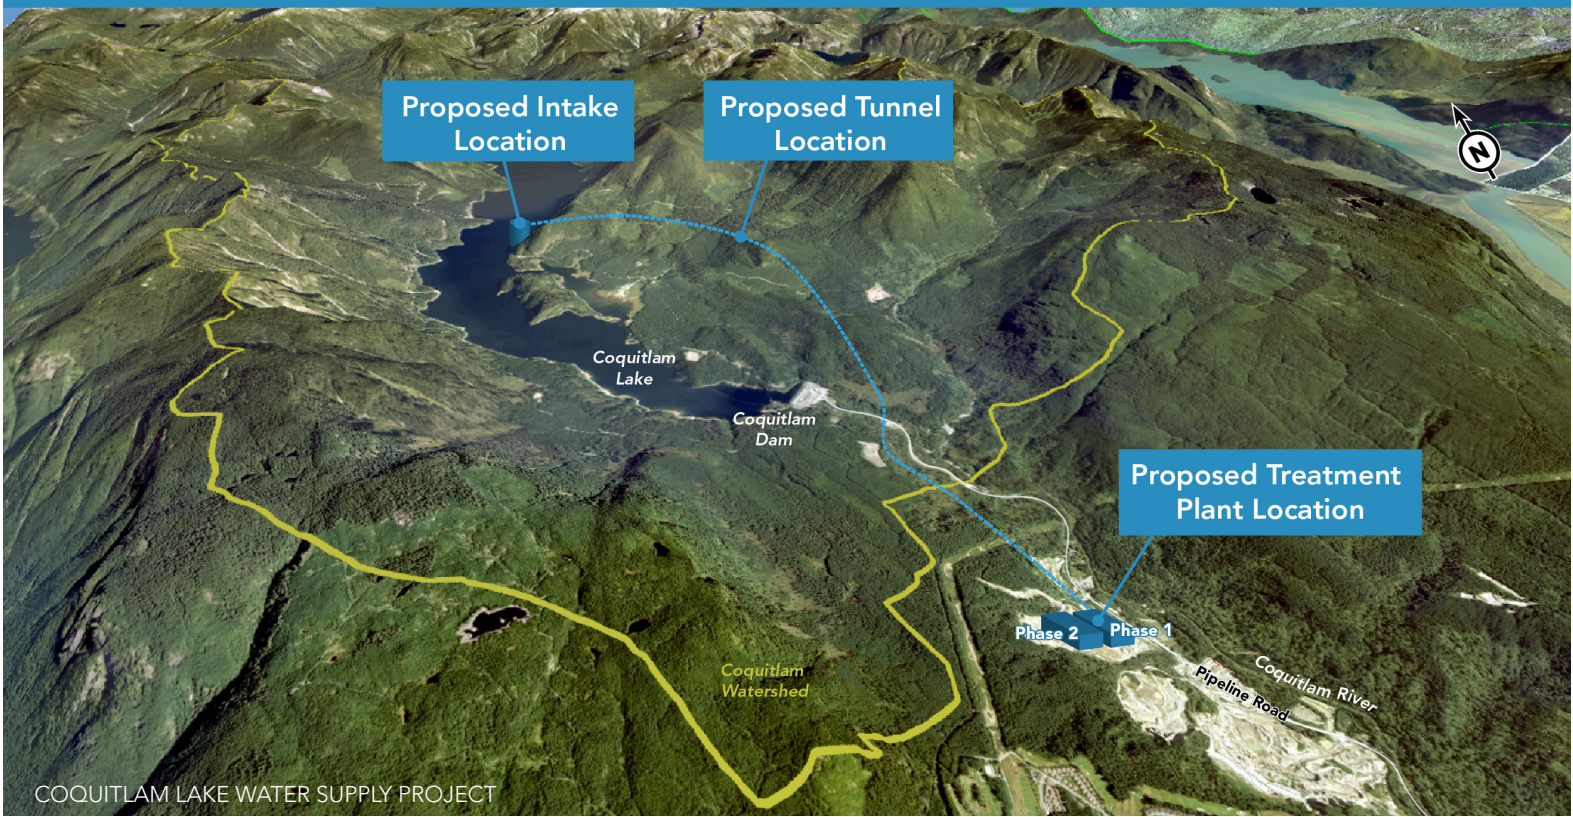 Proposed Intake
Location
Proposed Tunnel
Location
N
Coquitlam
Lake
Coquitlam
Dam
Proposed Treatment
Plant Location
Phase 2
Phase 1
Coquitlam
Watershed
Coquitlam River
Pipeline Road
COQUITLAM LAKE WATER SUPPLY PROJECT